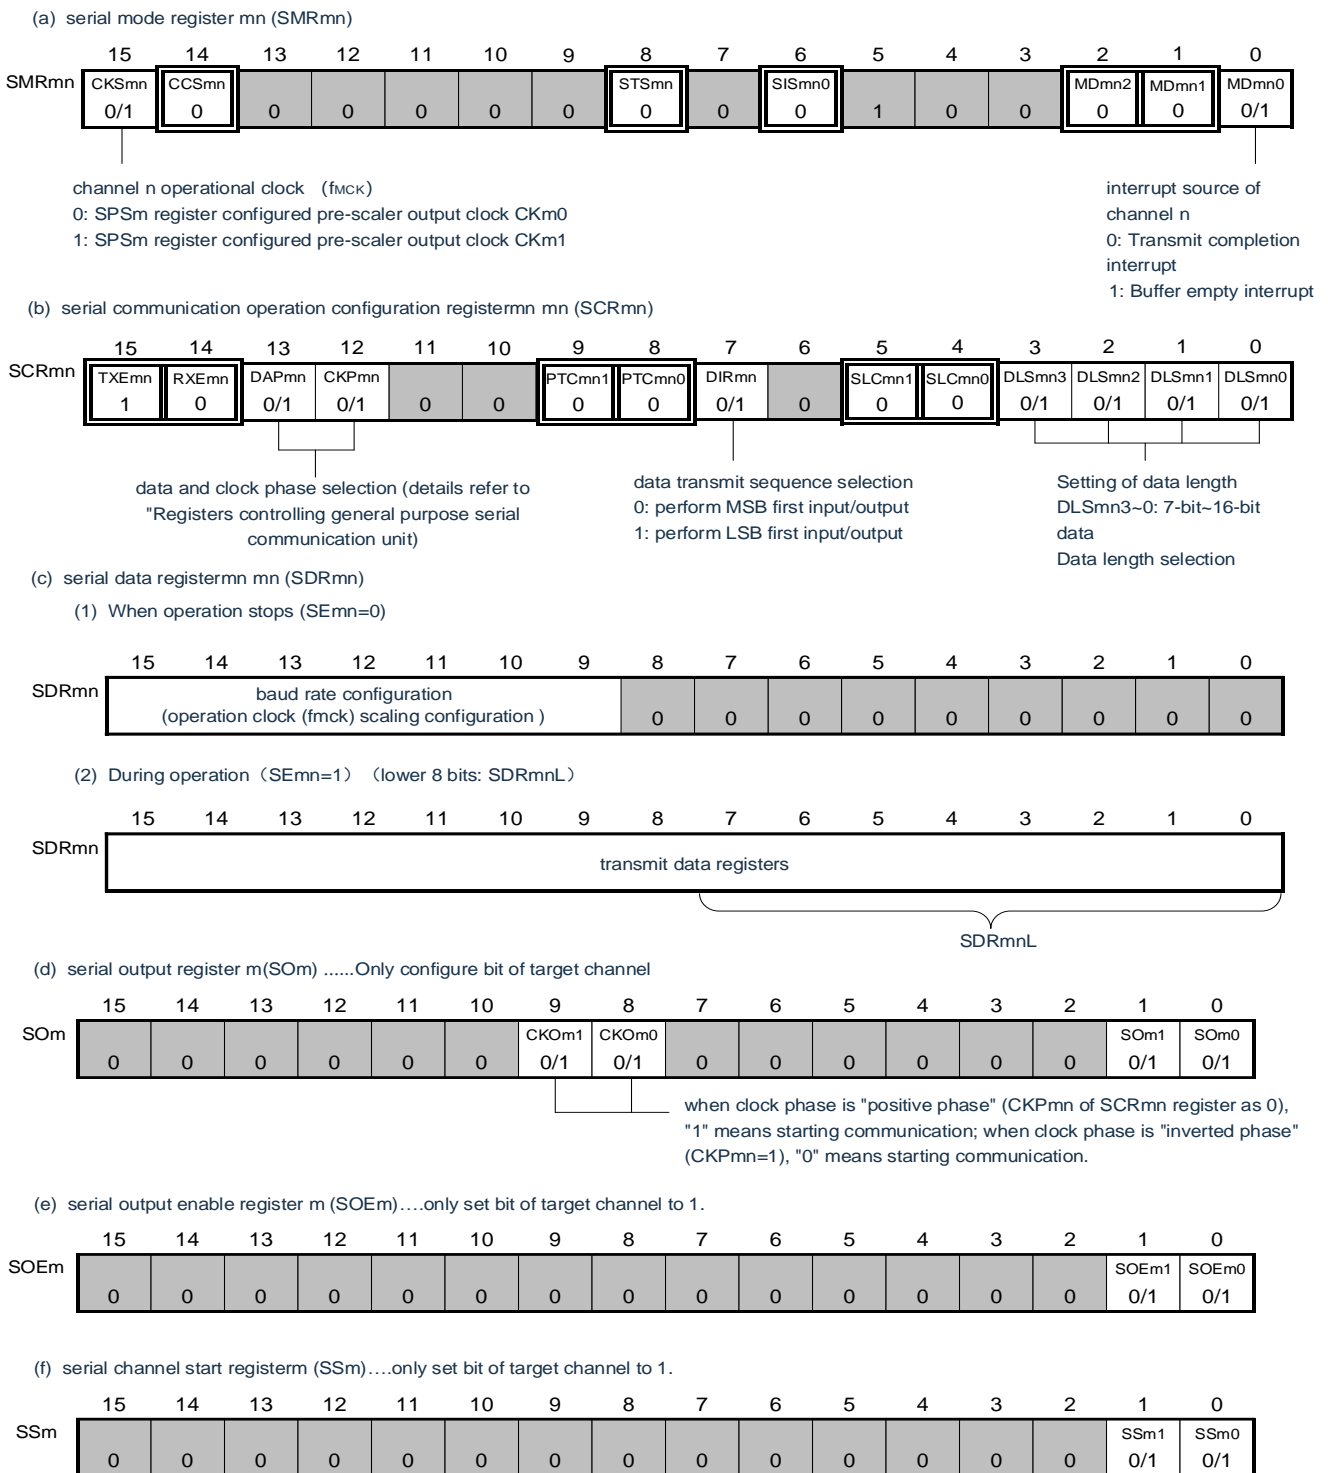 (a) serial mode register mn (SMRmn)
15 14 13 12 11 10 9 8 7 6 5 4 3 2 1 0
SMRmn CKSmn CCSmn STSmn SISmn0 MDmn2 MDmn1 MDmn0
0/1 0 0 0 0 0 0 0 0 0 1 0 0 0 0 0/1
channel n operational clock (fMCK)
0: SPSm register configured pre-scaler output clock CKm0
1: SPSm register configured pre-scaler output clock CKm1
interrupt source of
channel n
0: Transmit completion
interrupt
1: Buffer empty interrupt
(b) serial communication operation configuration registermn mn (SCRmn)
15 14 13 12 11 10 9 8 7 6 5 4 3 2 1 0
SCRmn TXEmn RXEmn DAPmn CKPmn PTCmn1 PTCmn0 DIRmn SLCmn1 SLCmn0 DLSmn3 DLSmn2 DLSmn1 DLSmn0
1 0 0/1 0/1 0 0 0 0 0/1 0 0 0 0/1 0/1 0/1 0/1
data and clock phase selection (details refer to
"Registers controlling general purpose serial
communication unit)
data transmit sequence selection
0: perform MSB first input/output
1: perform LSB first input/output
Setting of data length
DLSmn3~0: 7-bit~16-bit
data
Data length selection
(c) serial data registermn mn (SDRmn)
(1) When operation stops (SEmn=0)
15 14 13 12 11 10 9 8 7 6 5 4 3 2 1 0
SDRmn baud rate configuration
(operation clock (fmck) scaling configuration ) 0 0 0 0 0 0 0 0 0
(2) During operation（SEmn=1）（lower 8 bits: SDRmnL）
15 14 13 12 11 10 9 8 7 6 5 4 3 2 1 0
SDRmn
transmit data registers
SDRmnL
(d) serial output register m(SOm) ......Only configure bit of target channel
15 14 13 12 11 10 9 8 7 6 5 4 3 2 1 0
SOm CKOm1 CKOm0 SOm1 SOm0
0 0 0 0 0 0 0/1 0/1 0 0 0 0 0 0 0/1 0/1
when clock phase is "positive phase" (CKPmn of SCRmn register as 0),
"1" means starting communication; when clock phase is "inverted phase"
(CKPmn=1), "0" means starting communication.
(e) serial output enable register m (SOEm)....only set bit of target channel to 1.
15 14 13 12 11 10 9 8 7 6 5 4 3 2 1 0
SOEm SOEm1 SOEm0
0 0 0 0 0 0 0 0 0 0 0 0 0 0 0/1 0/1
(f) serial channel start registerm (SSm)....only set bit of target channel to 1.
15 14 13 12 11 10 9 8 7 6 5 4 3 2 1 0
SSm SSm1 SSm0
0 0 0 0 0 0 0 0 0 0 0 0 0 0 0/1 0/1